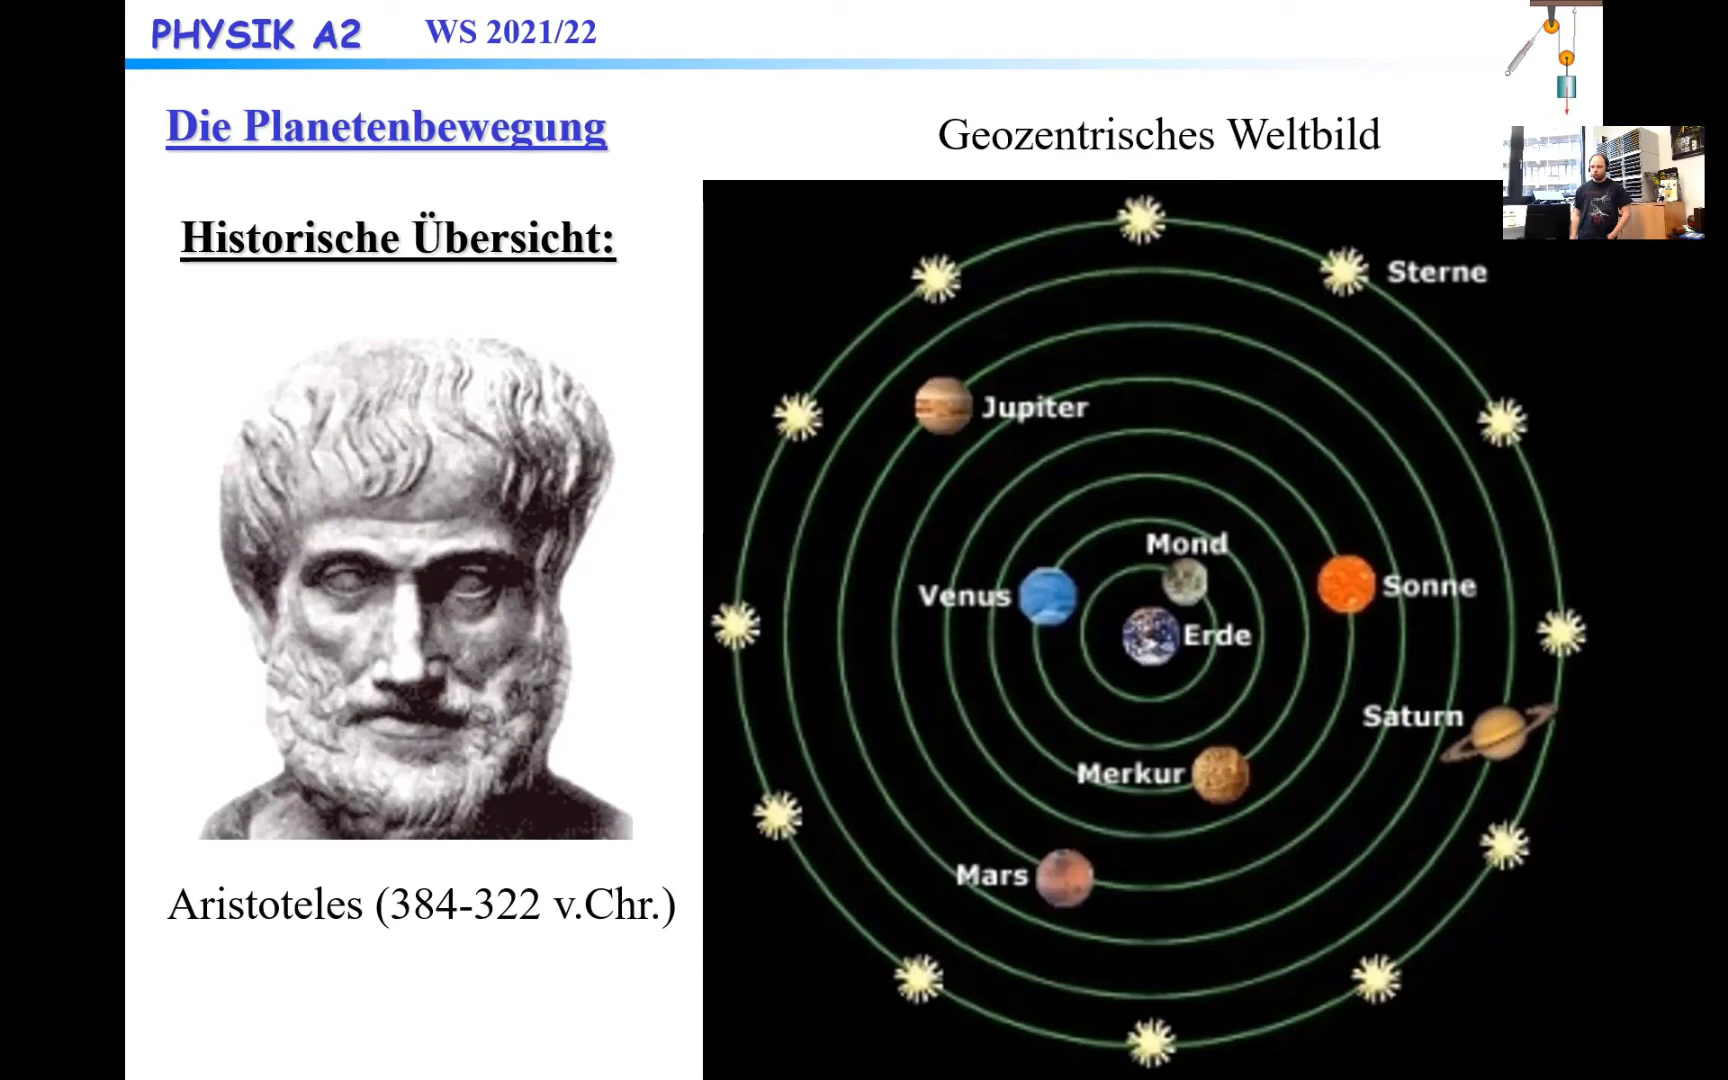 PHYSIK A2 WS 2021/22
Die Planetenbewegung
Geozentrisches Weltbild
Historische Übersicht:
Sterne
Jupiter
Mond
Venus
Sonne
Erde
Saturn
Merkur
Mars
Aristoteles (384-322 v.Chr.)